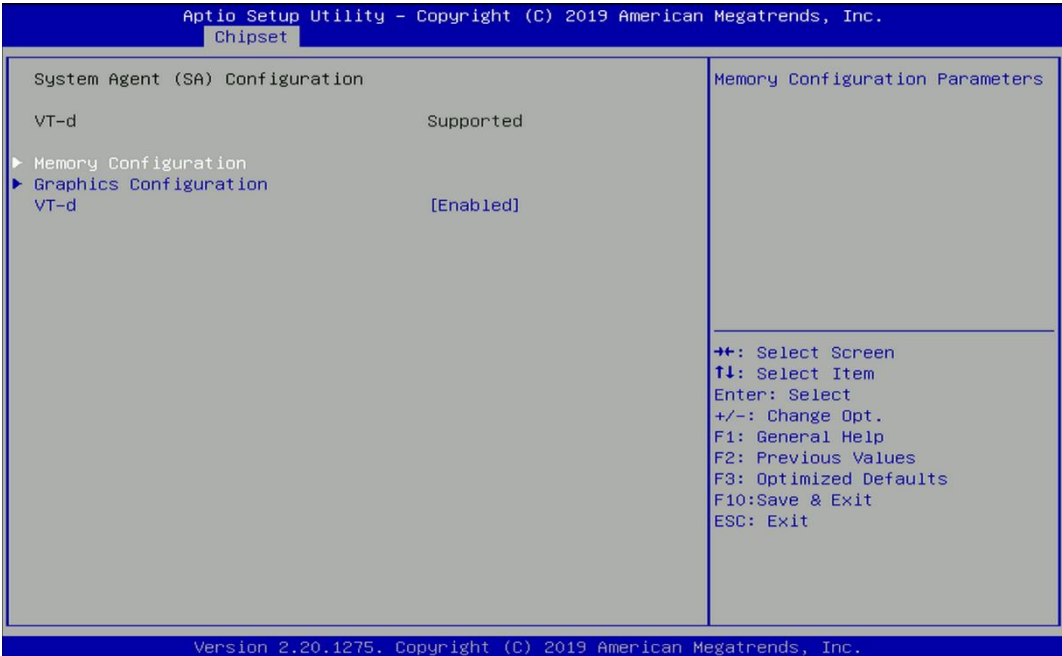 Aptio Setup Utility – Copyright (C) 2019 American Megatrends, Inc.
Chipset
System Agent (SA) Configuration
VT-d Supported
▶ Memory Configuration
▶ Graphics Configuration
VT-d [Enabled]
Memory Configuration Parameters
→←: Select Screen
↑↓: Select Item
Enter: Select
+/-: Change Opt.
F1: General Help
F2: Previous Values
F3: Optimized Defaults
F10:Save & Exit
ESC: Exit
Version 2.20.1275. Copyright (C) 2019 American Megatrends, Inc.